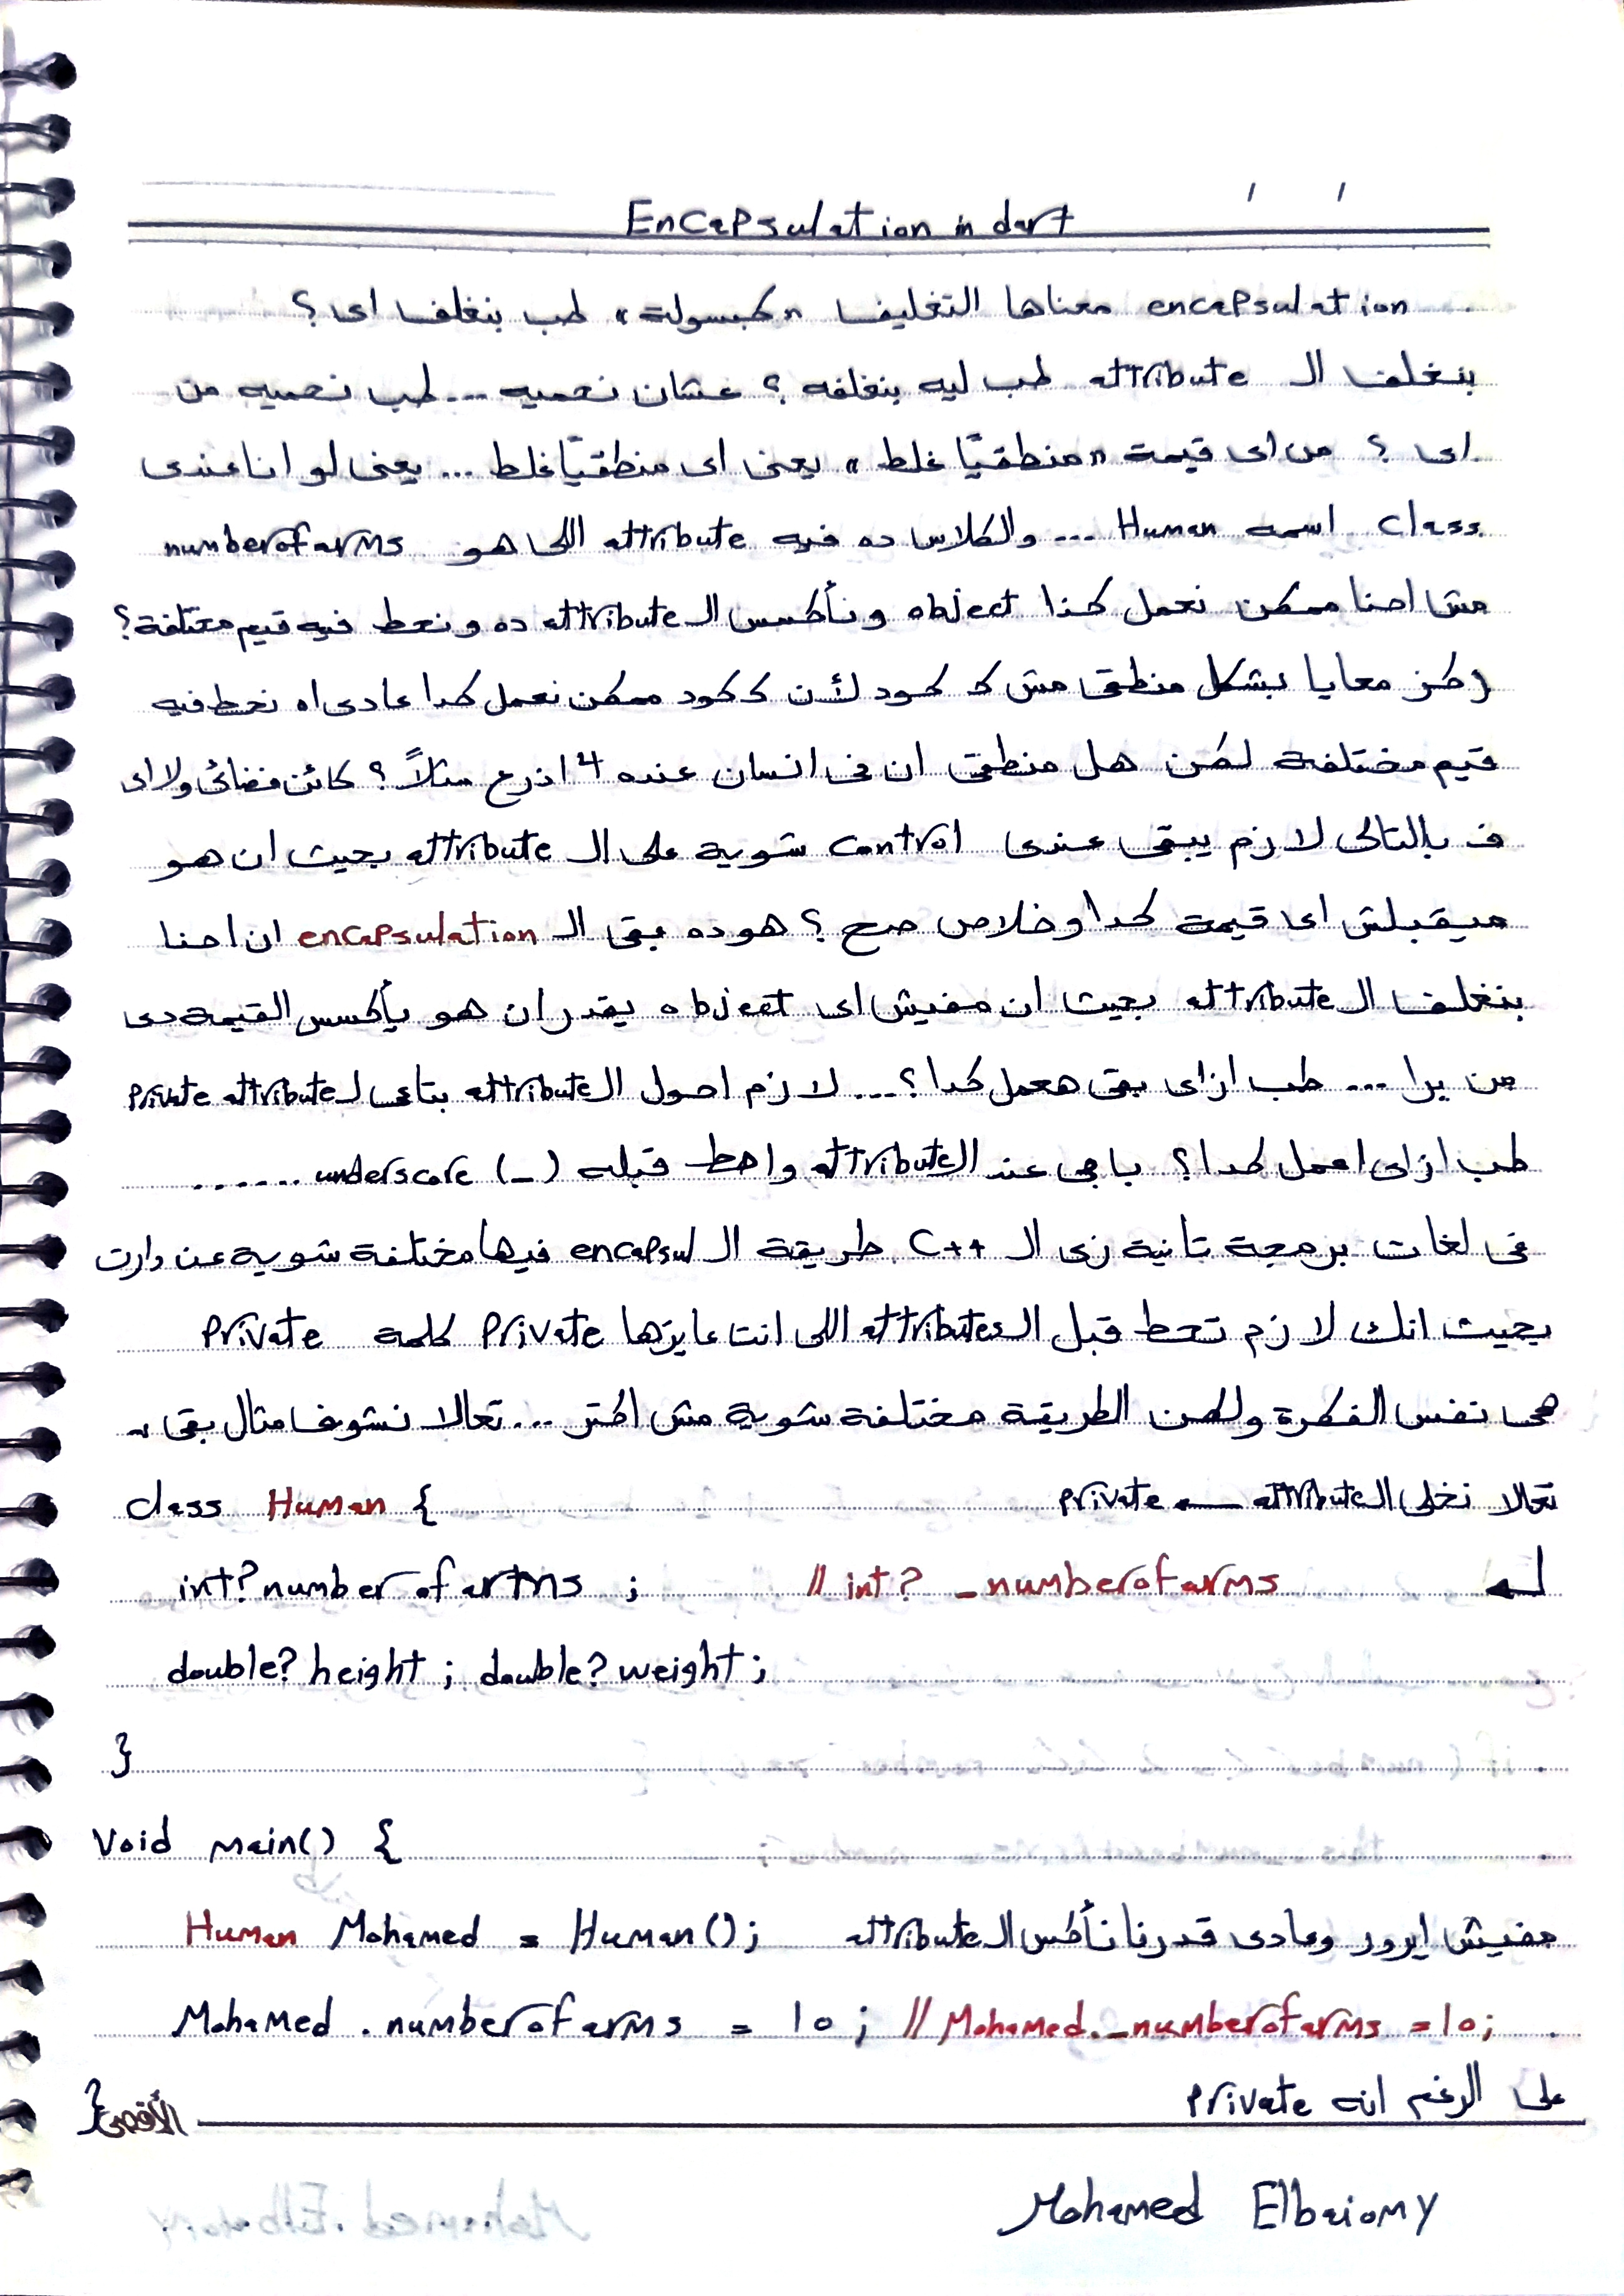 Encapsulation in dart
encapsulation معناها التغليف "كبسولة" طب بنغلف اى ؟
بنغلف الـ attribute طب ليه بنغلفه ؟ عشان نحميه ... طب نحميه من
اى ؟ من اى قيمة "منطقيًا غلط" يعنى اى منطقيًا غلط ... يعنى لو انا عندى
class اسمه Human ... والكلاس ده فيه attribute اللى هو numberofarms
مش احنا ممكن نعمل كذا object ونأكسس الـ attribute ده ونحط فيه قيم مختلفة ؟
ركز معايا بشكل منطقى مش كـ كود لأن ككود ممكن نعمل كدا عادى اه نحط فيه
قيم مختلفة لكن هل منطقى ان فى انسان عنده 4 اذرع مثلاً ؟ كائن فضائى ولا اى
ف بالتالى لازم يبقى عندى control شوية على الـ attribute بحيث ان هو
ميقبلش اى قيمة كدا وخلاص صح ؟ هو ده بقى الـ encapsulation ان احنا
بنغلف الـ attribute بحيث ان مفيش اى object يقدر ان هو يأكسس القيمة دى
من برا ... طب ازاى بقى هعمل كدا ؟ ... لازم احول الـ attribute بتاعى لـ private attribute
طب ازاى اعمل كدا ؟ باجى عند الـ attribute واحط قبله (_) underscore ......
فى لغات برمجة تانية زى الـ C++ طريقة الـ encapsul فيها مختلفة شوية عن دارت
بحيث انك لازم تحط قبل الـ attributes اللى انت عايزها private كلمة private
هى نفس الفكرة ولكن الطريقة مختلفة شوية مش اكتر ... تعالا نشوف مثال بقى ..
class Human { تعالا نخلى الـ attribute ← private
int? numberofarms ; // int? _numberofarms ↵
double? height ; double? weight ;
}
void main() {
Human Mohamed = Human(); مفيش ايرور وعادى قدرنا نأكسس الـ attribute
Mohamed . numberofarms = 10 ; // Mohamed._numberofarms = 10;
} على الرغم انه private
الأقصى
Mohamed Elbaiomy